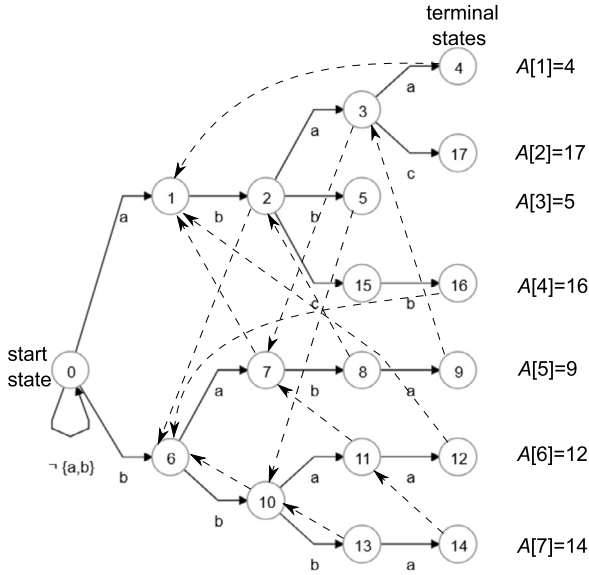 terminal
states
4
A[1]=4
a
3
a
c
17
A[2]=17
1
2
5
A[3]=5
a
b
b
15
16
A[4]=16
c
b
start
state
0
7
8
9
A[5]=9
a
b
a
6
11
12
A[6]=12
¬ {a,b}
b
a
a
10
b
13
14
A[7]=14
b
a